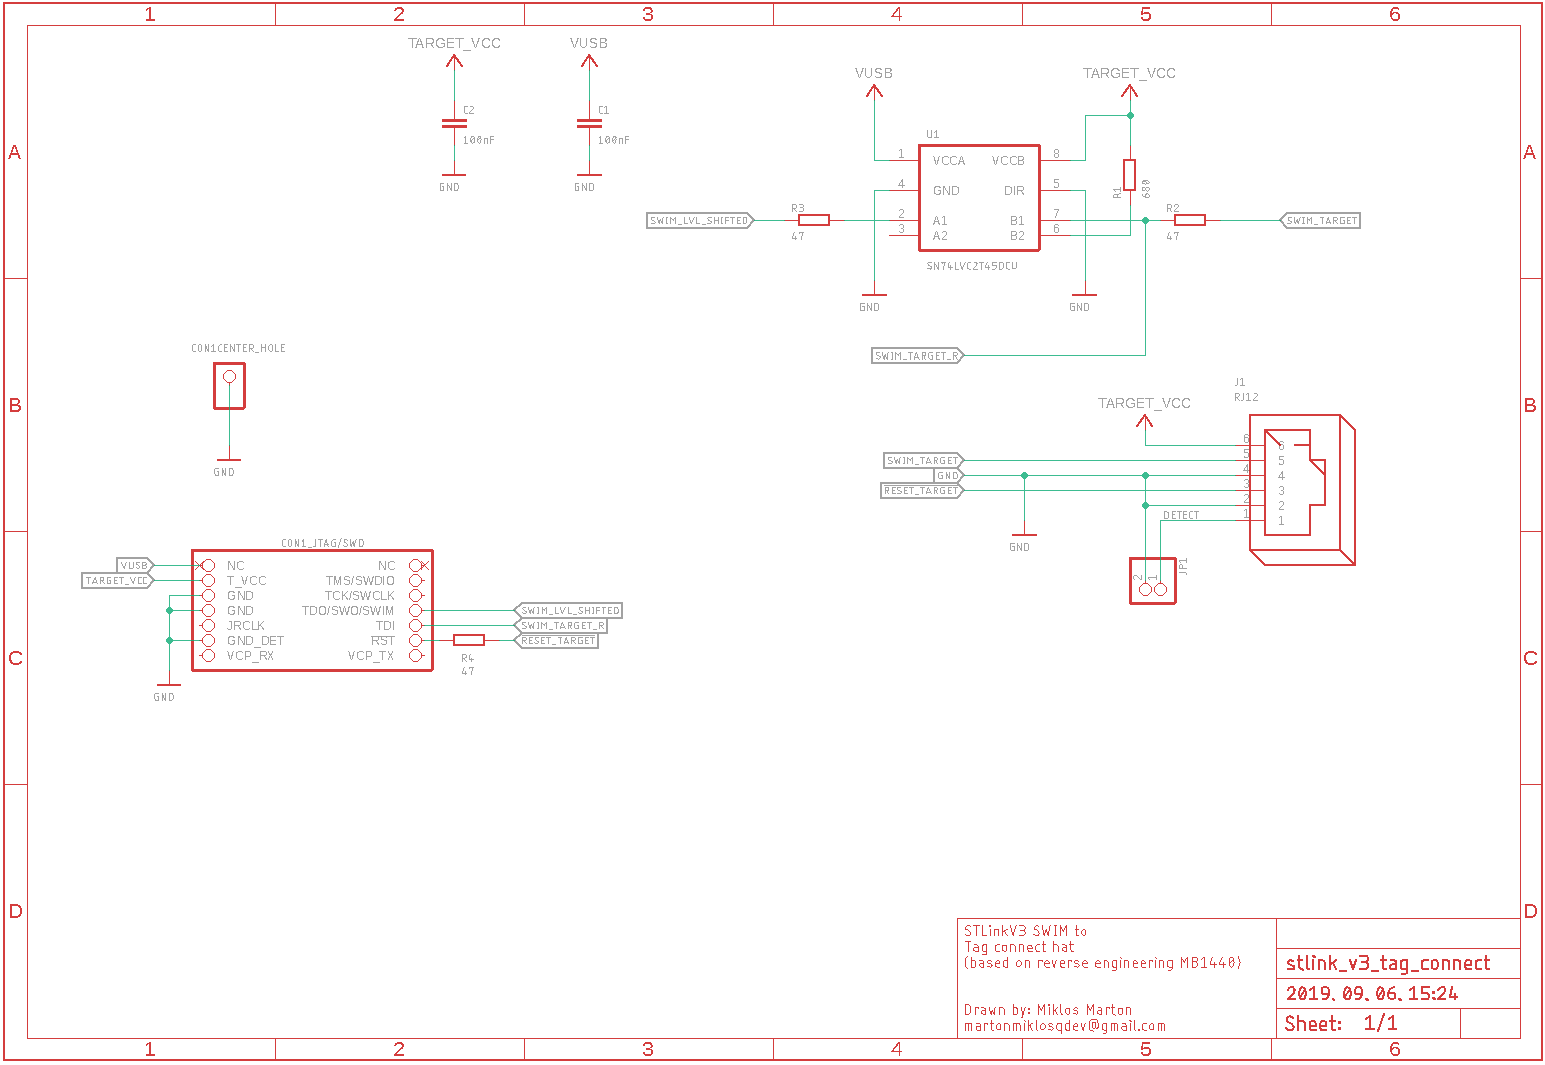 1 2 3 4 5 6
TARGET_VCC
VUSB
C2
100nF
GND
C1
100nF
GND
A
A
VUSB
TARGET_VCC
U1
1 VCCA VCCB 8
4 GND DIR 5
2 A1 B1 7
3 A2 B2 6
SN74LVC2T45DCU
R1
680
SWIM_LVL_SHIFTED
R3
47
R2
47
SWIM_TARGET
GND
GND
SWIM_TARGET_R
CON1CENTER_HOLE
GND
B
B
J1
RJ12
TARGET_VCC
SWIM_TARGET
GND
RESET_TARGET
6 6
5 5
4 4
3 3
2 2
1 1
DETECT
GND
2 1
JP1
CON1_JTAG/SWD
VUSB
TARGET_VCC
NC NC
T_VCC TMS/SWDIO
GND TCK/SWCLK
GND TDO/SWO/SWIM
JRCLK TDI
GND_DET RST
VCP_RX VCP_TX
SWIM_LVL_SHIFTED
SWIM_TARGET_R
RESET_TARGET
R4
47
GND
C
C
D
D
STLinkV3 SWIM to
Tag connect hat
(based on reverse engineering MB1440)
Drawn by: Miklos Marton
martonmiklosqdev@gmail.com
stlink_v3_tag_connect
2019. 09. 06. 15:24
Sheet: 1/1
1 2 3 4 5 6